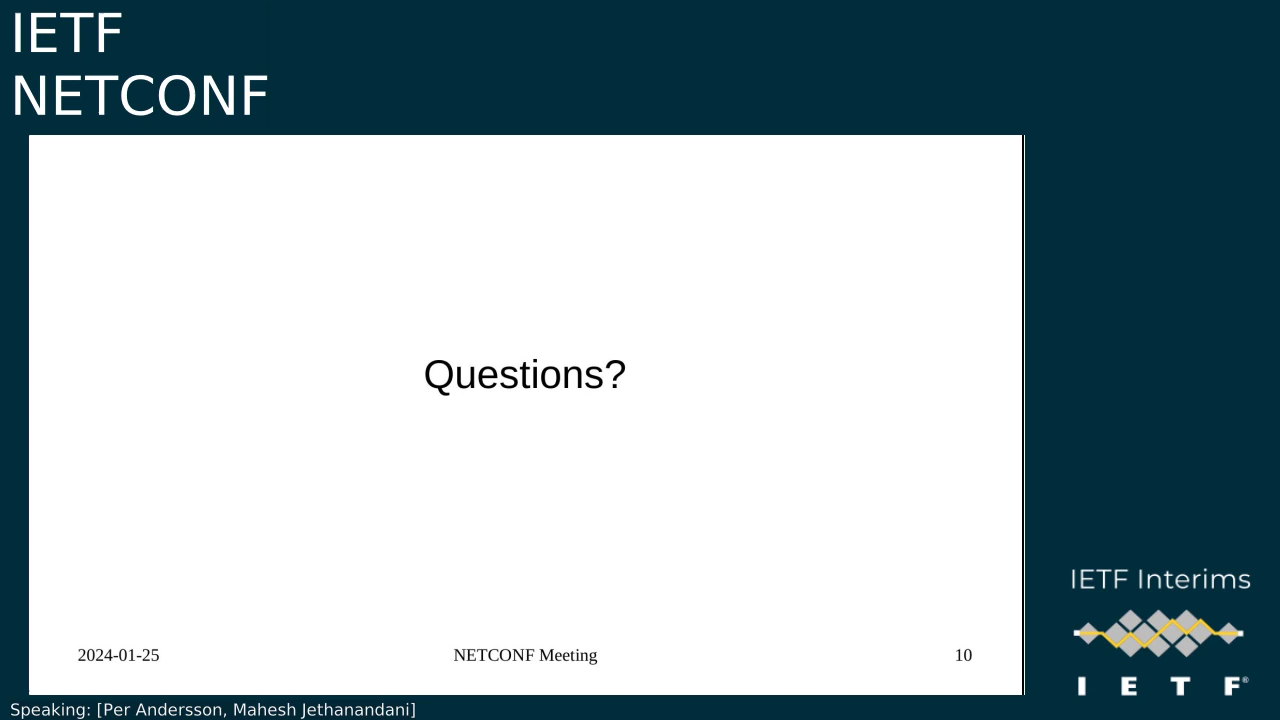 IETF
NETCONF
Questions?
2024-01-25 NETCONF Meeting 10
IETF Interims
I E T F®
Speaking: [Per Andersson, Mahesh Jethanandani]